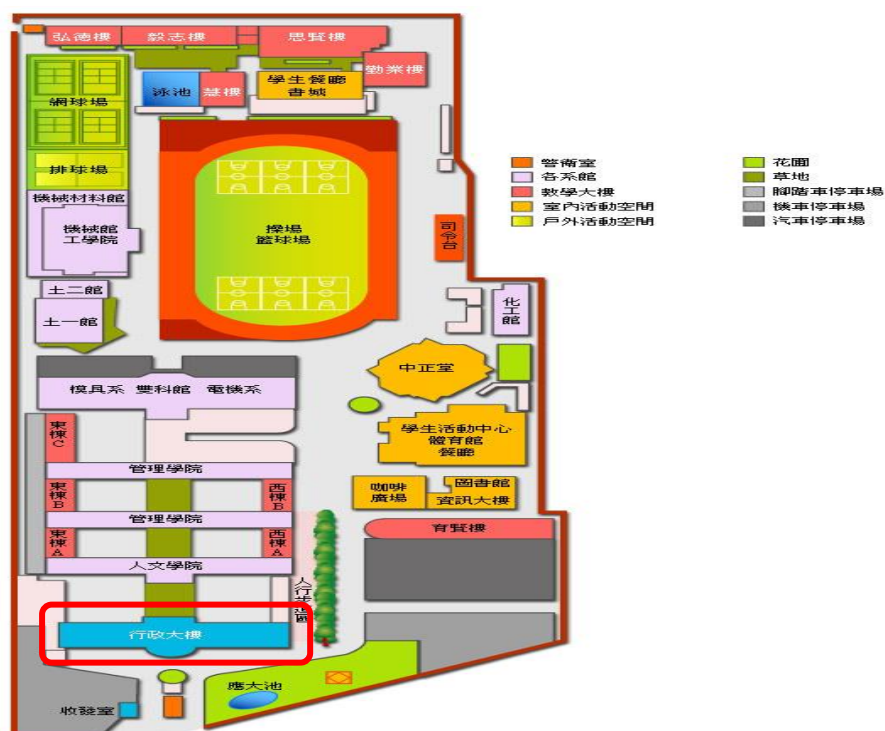 弘德樓
毅志樓
思賢樓
勤業樓
泳池
慧樓
學生餐廳
書城
網球場
排球場
機械材料館
機械館
工學院
操場
籃球場
司令台
土二館
土一館
化工館
中正堂
模具系 雙科館 電機系
學生活動中心
體育館
餐廳
東棟C
管理學院
東棟B
西棟B
咖啡
廣場
圖書館
資訊大樓
管理學院
東棟A
西棟A
育賢樓
人文學院
人行步道區
行政大樓
應大池
收發室
警衛室
各系館
教學大樓
室內活動空間
戶外活動空間
花圃
草地
腳踏車停車場
機車停車場
汽車停車場